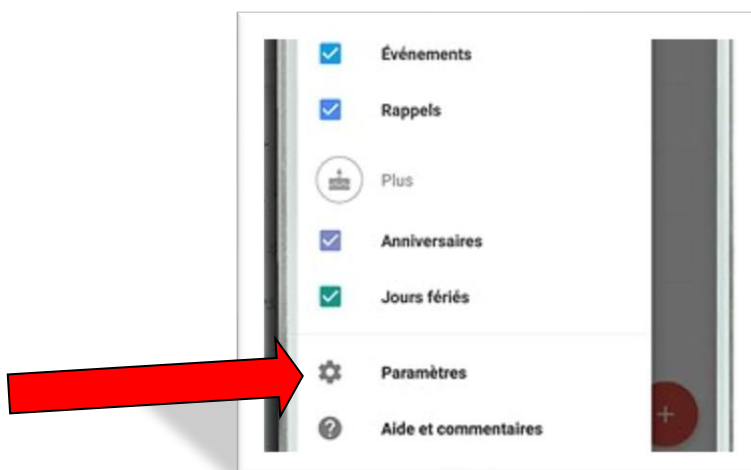 Événements
Rappels
Plus
Anniversaires
Jours fériés
Paramètres
Aide et commentaires